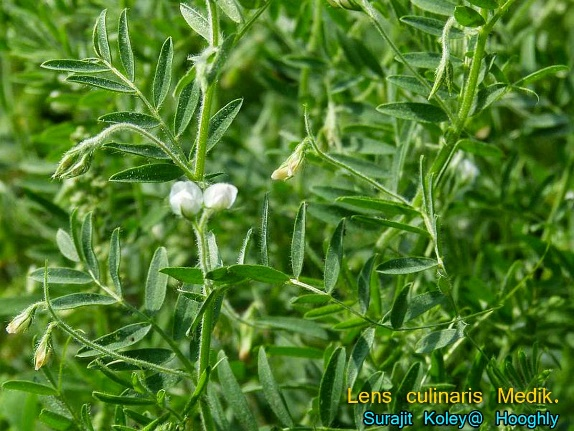 Lens culinaris Medik.
Surajit Koley@ Hooghly